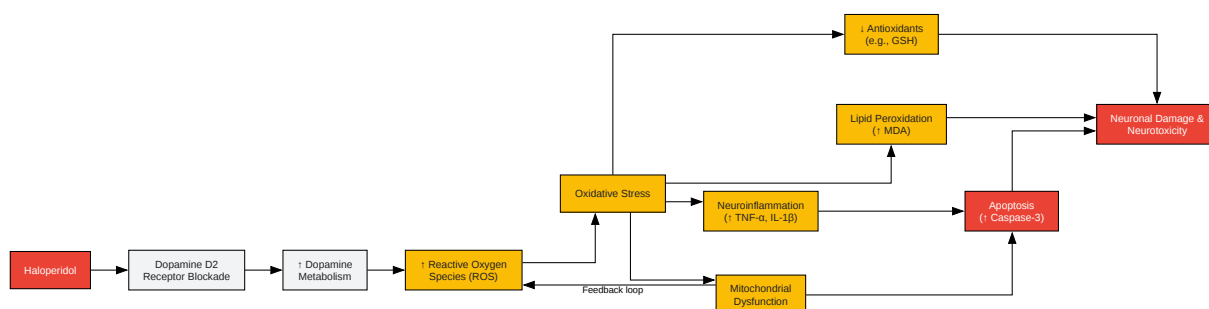 ↓ Antioxidants
(e.g., GSH)
Lipid Peroxidation
(↑ MDA)
Neuronal Damage &
Neurotoxicity
Oxidative Stress
Neuroinflammation
(↑ TNF-α, IL-1β)
Apoptosis
(↑ Caspase-3)
Haloperidol
Dopamine D2
Receptor Blockade
↑ Dopamine
Metabolism
↑ Reactive Oxygen
Species (ROS)
Feedback loop
Mitochondrial
Dysfunction